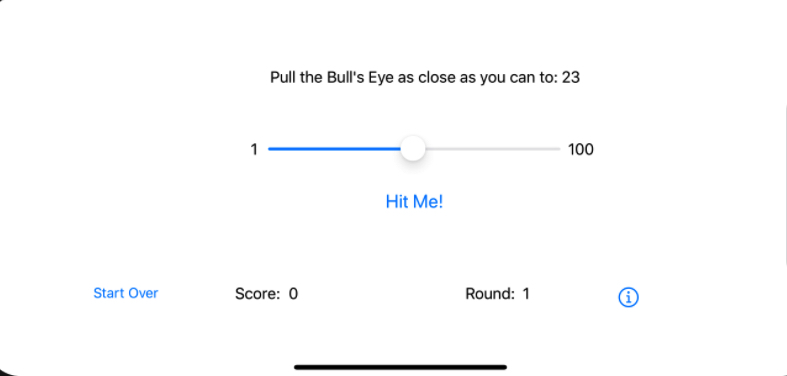 Pull the Bull's Eye as close as you can to: 23
1 100
Hit Me!
Start Over Score: 0 Round: 1